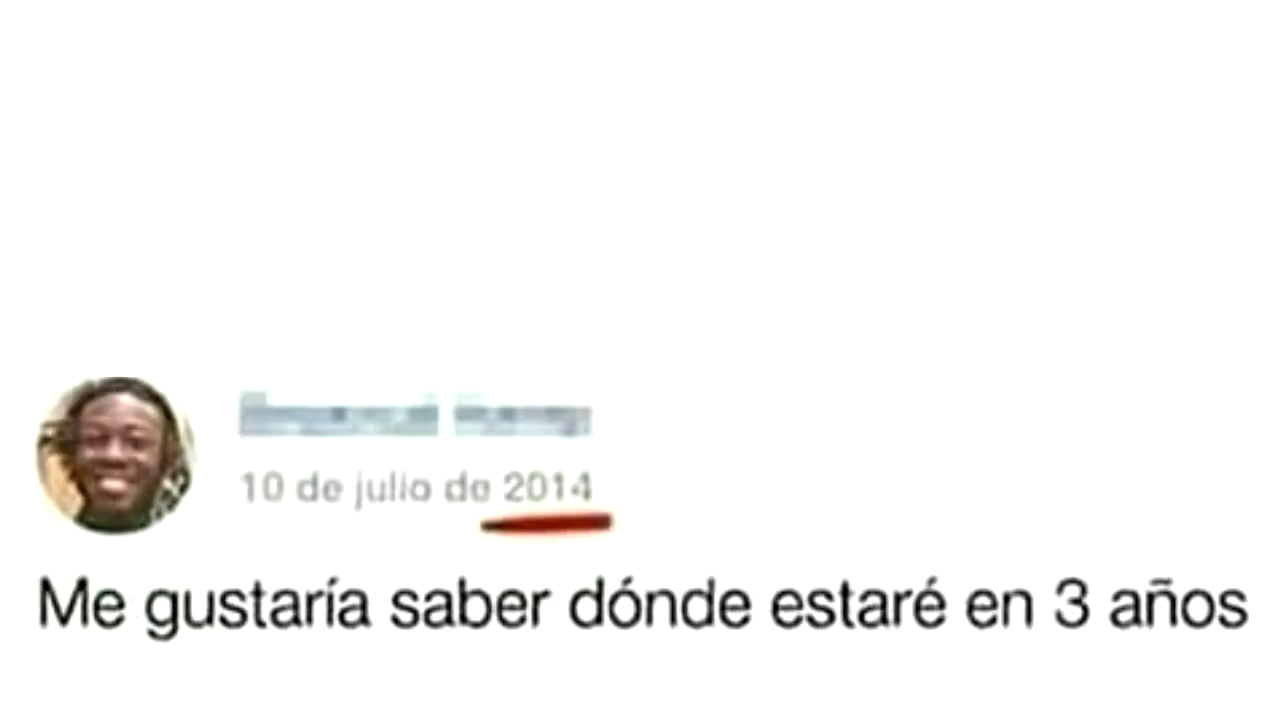 10 de julio de 2014
Me gustaría saber dónde estaré en 3 años